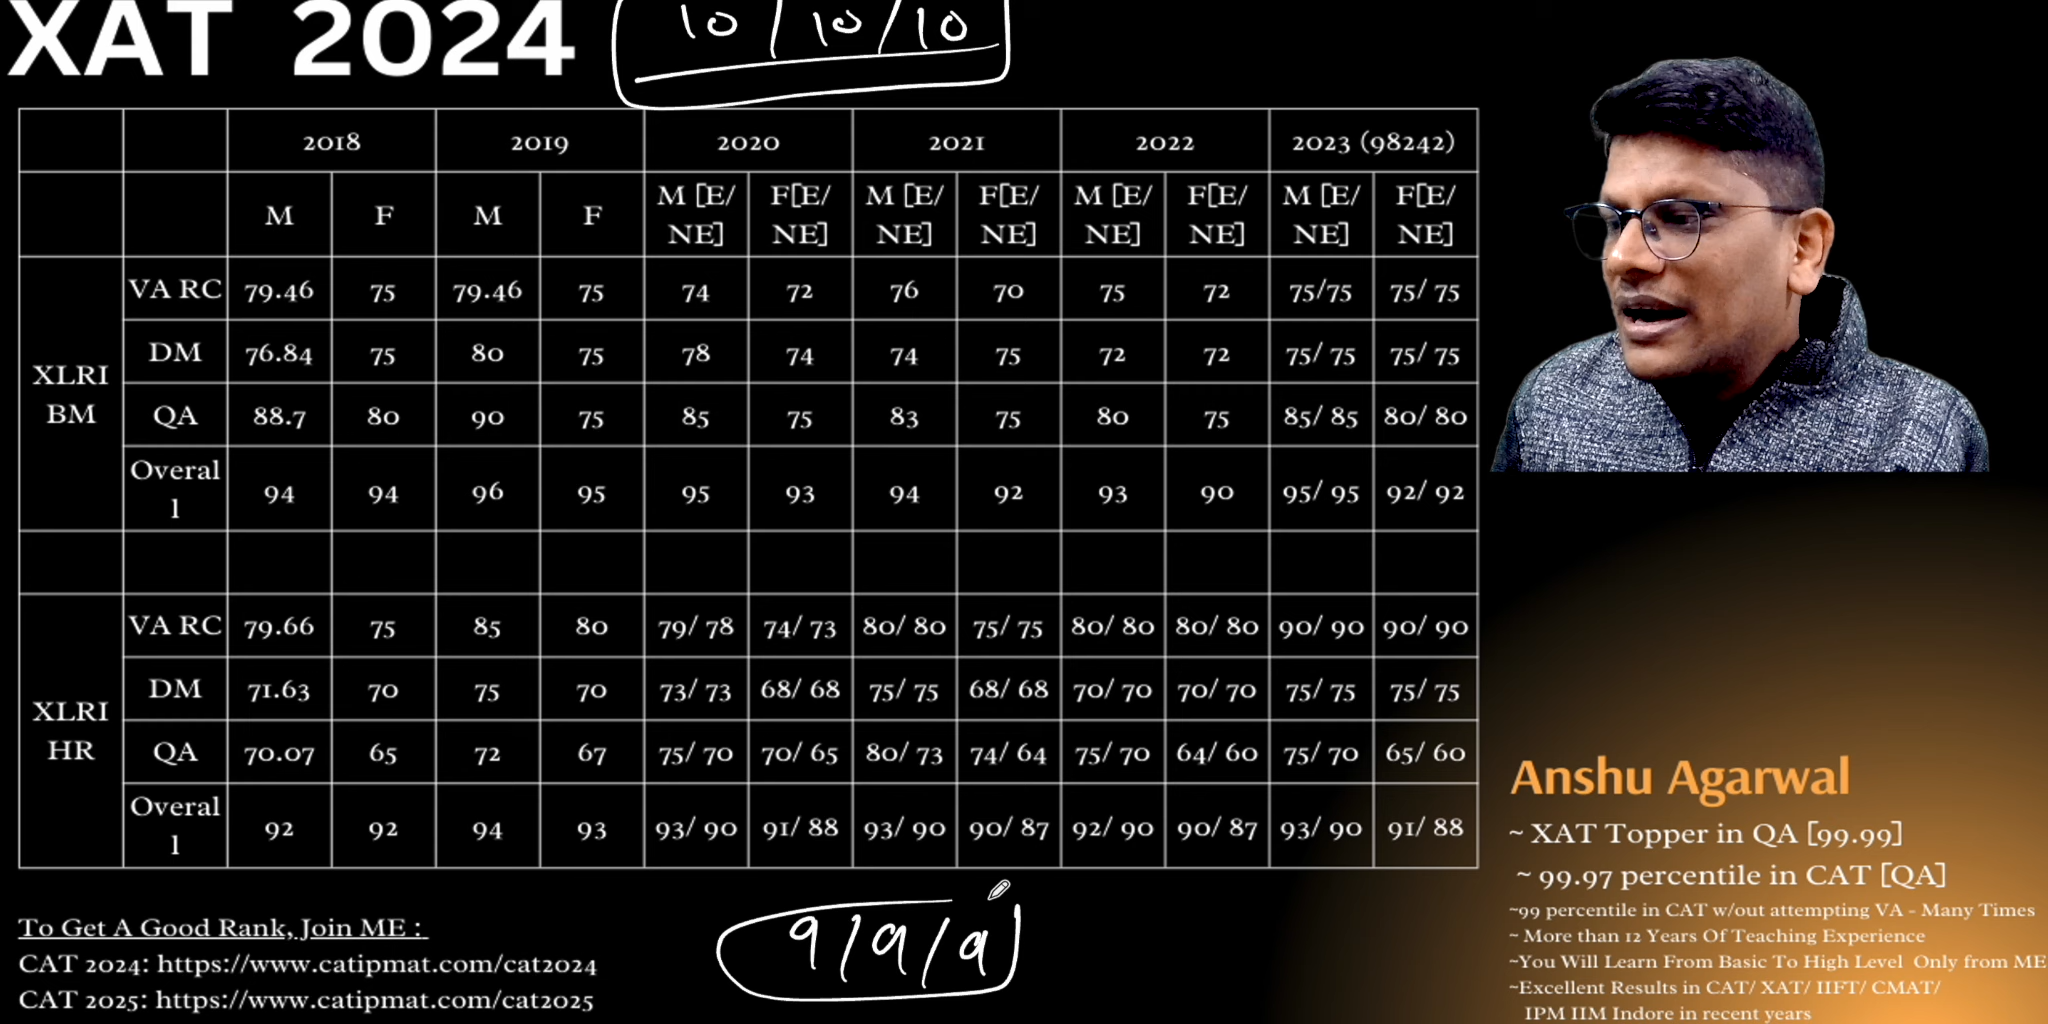 XAT 2024
10/10/10
2018 2019 2020 2021 2022 2023 (98242)
M F M F M [E/ NE] F[E/ NE] M [E/ NE] F[E/ NE] M [E/ NE] F[E/ NE] M [E/ NE] F[E/ NE]
XLRI BM
VA RC 79.46 75 79.46 75 74 72 76 70 75 72 75/75 75/ 75
DM 76.84 75 80 75 78 74 74 75 72 72 75/ 75 75/ 75
QA 88.7 80 90 75 85 75 83 75 80 75 85/ 85 80/ 80
Overal l 94 94 96 95 95 93 94 92 93 90 95/ 95 92/ 92
XLRI HR
VA RC 79.66 75 85 80 79/ 78 74/ 73 80/ 80 75/ 75 80/ 80 80/ 80 90/ 90 90/ 90
DM 71.63 70 75 70 73/ 73 68/ 68 75/ 75 68/ 68 70/ 70 70/ 70 75/ 75 75/ 75
QA 70.07 65 72 67 75/ 70 70/ 65 80/ 73 74/ 64 75/ 70 64/ 60 75/ 70 65/ 60
Overal l 92 92 94 93 93/ 90 91/ 88 93/ 90 90/ 87 92/ 90 90/ 87 93/ 90 91/ 88
9/9/9
To Get A Good Rank, Join ME :
CAT 2024: https://www.catipmat.com/cat2024
CAT 2025: https://www.catipmat.com/cat2025
Anshu Agarwal
~ XAT Topper in QA [99.99]
~ 99.97 percentile in CAT [QA]
~99 percentile in CAT w/out attempting VA - Many Times
~ More than 12 Years Of Teaching Experience
~You Will Learn From Basic To High Level Only from ME
~Excellent Results in CAT/ XAT/ IIFT/ CMAT/
IPM IIM Indore in recent years